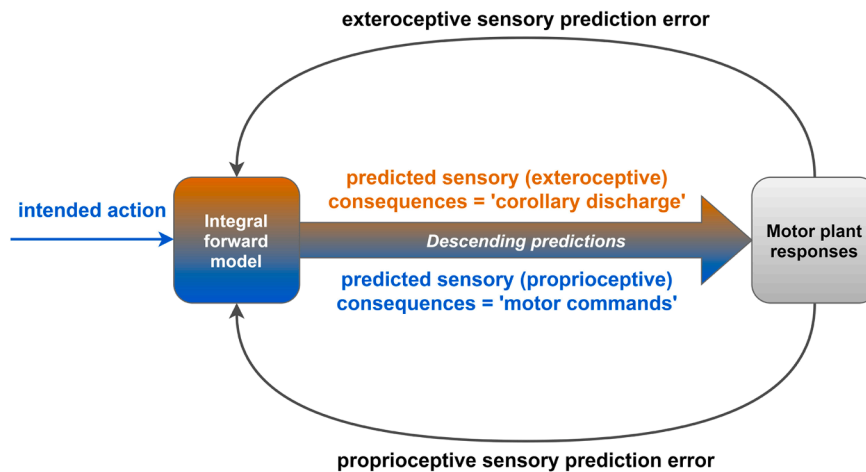 exteroceptive sensory prediction error
intended action
Integral
forward
model
predicted sensory (exteroceptive)
consequences = 'corollary discharge'
Descending predictions
predicted sensory (proprioceptive)
consequences = 'motor commands'
Motor plant
responses
proprioceptive sensory prediction error